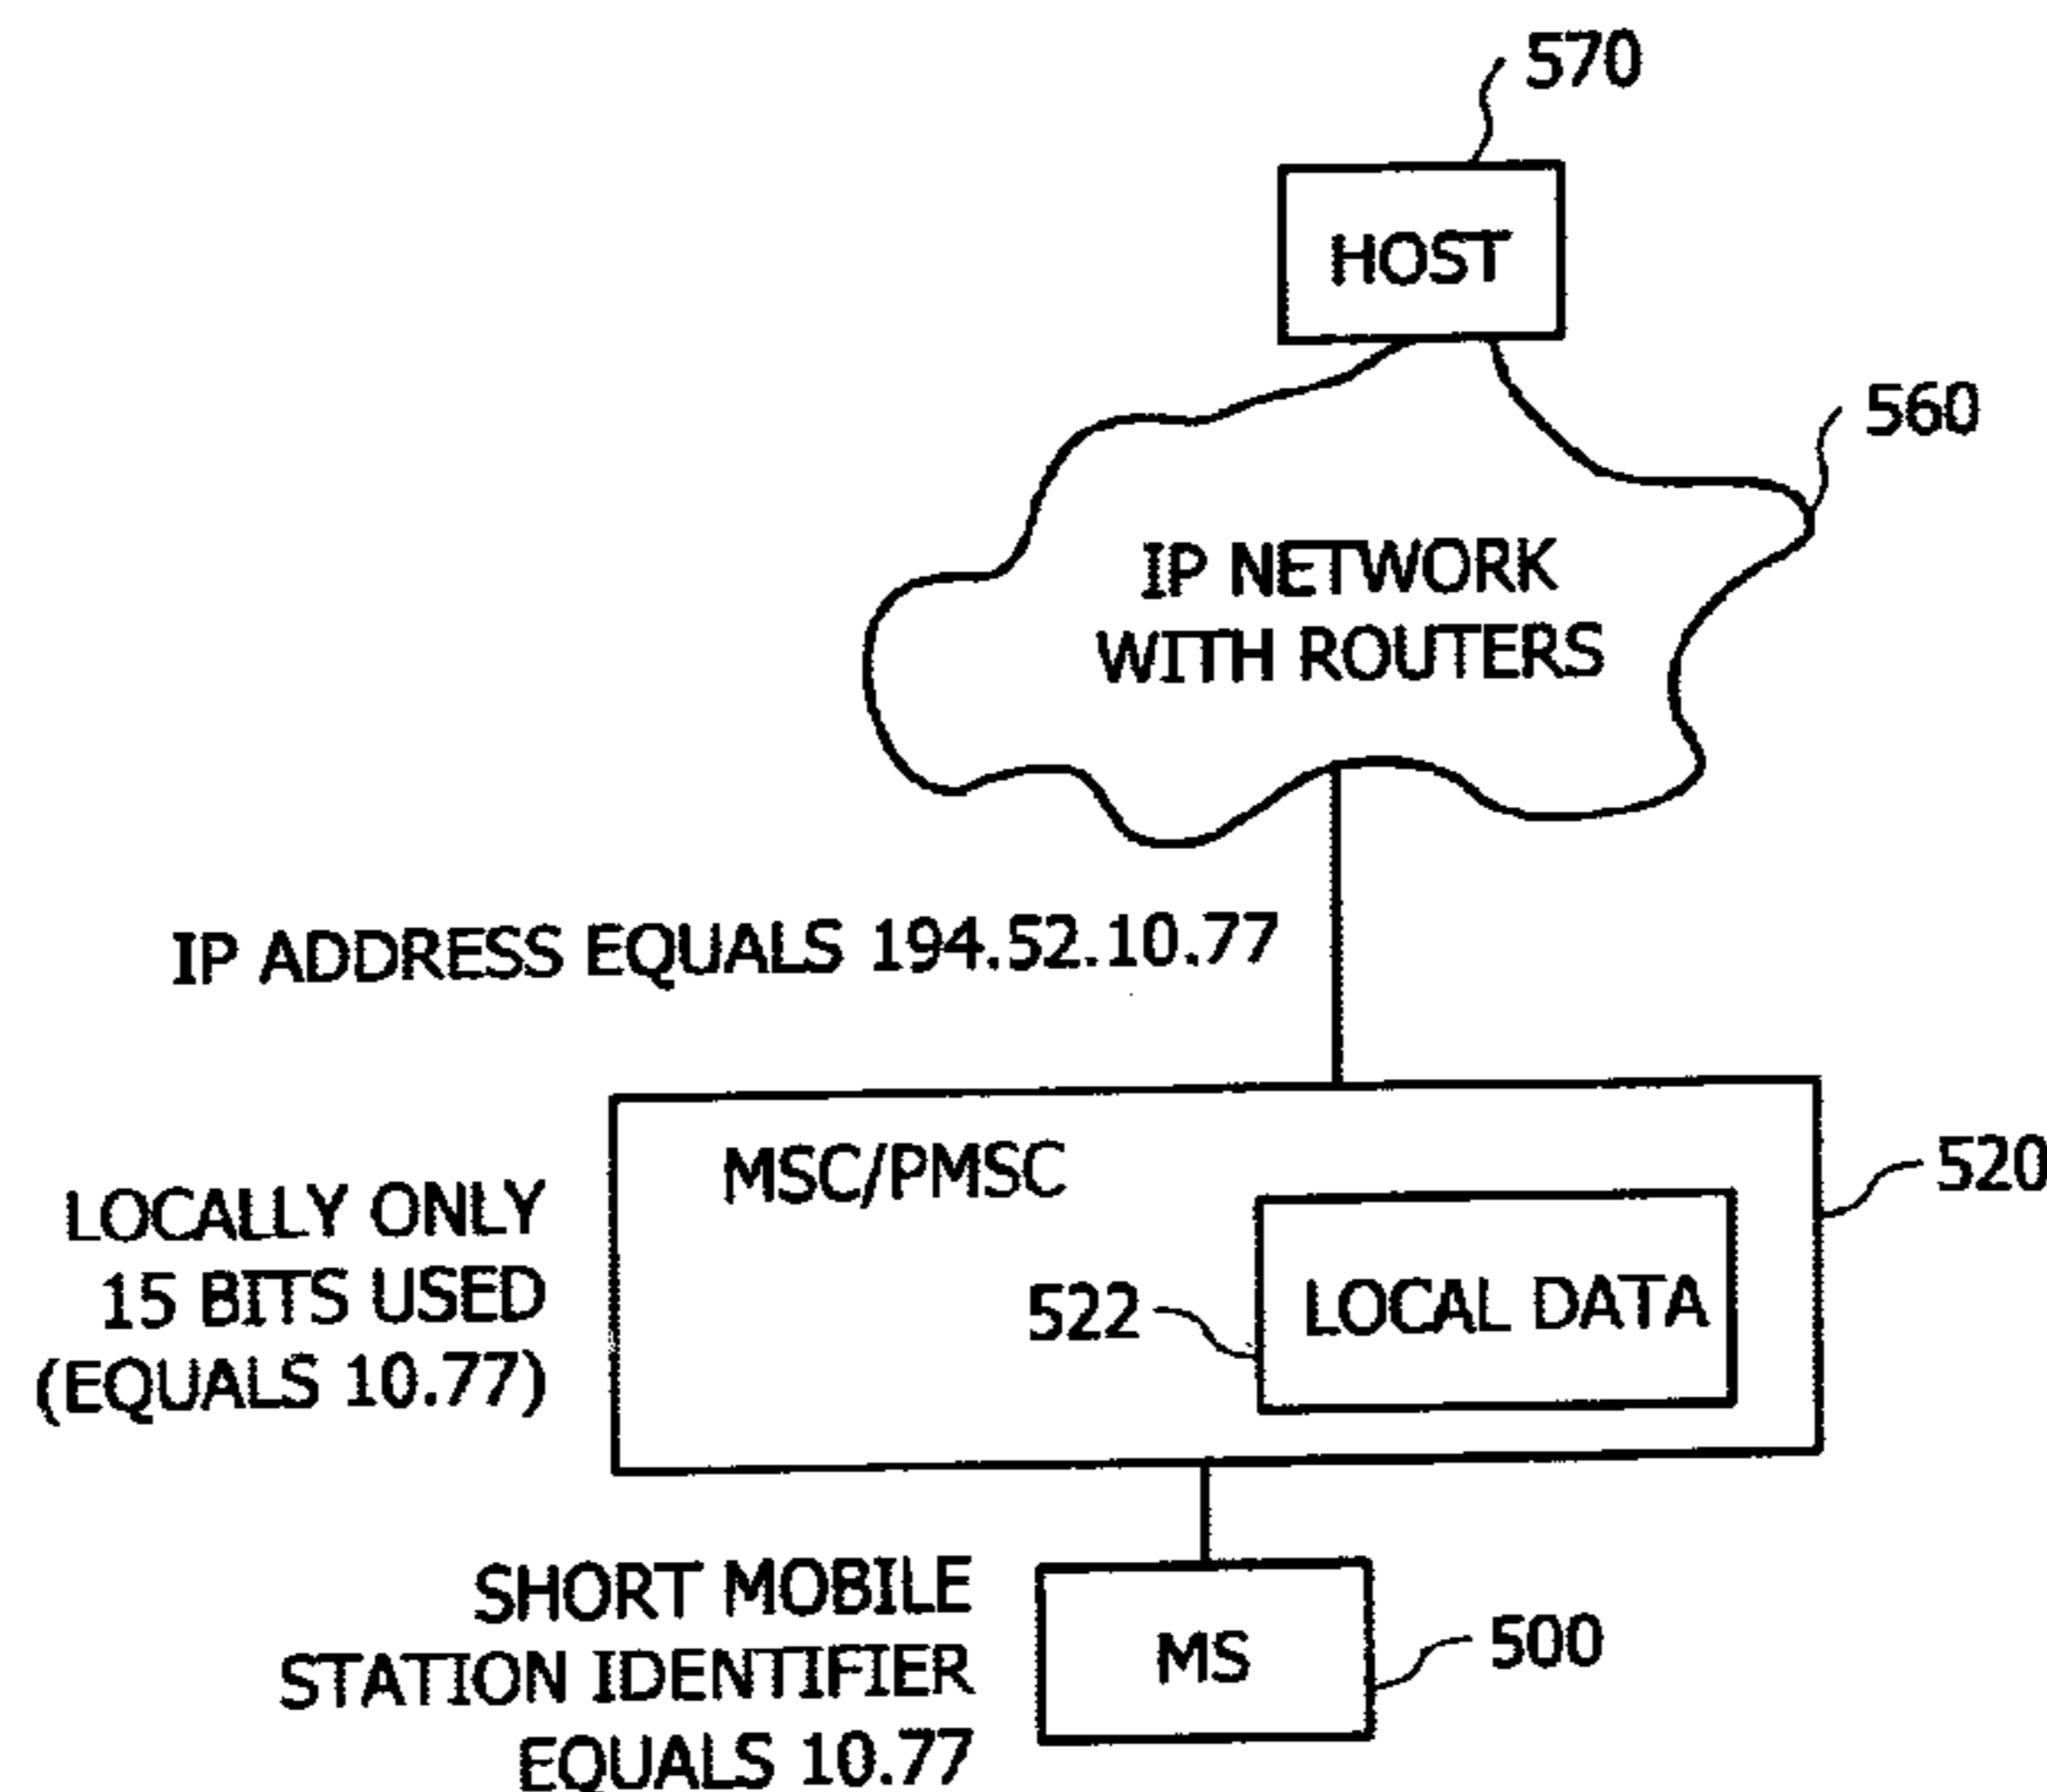 570
HOST
560
IP NETWORK
WITH ROUTERS
IP ADDRESS EQUALS 194.52.10.77
MSC/PMSC
520
LOCALLY ONLY
15 BITS USED
(EQUALS 10.77)
522
LOCAL DATA
SHORT MOBILE
STATION IDENTIFIER
EQUALS 10.77
MS
500